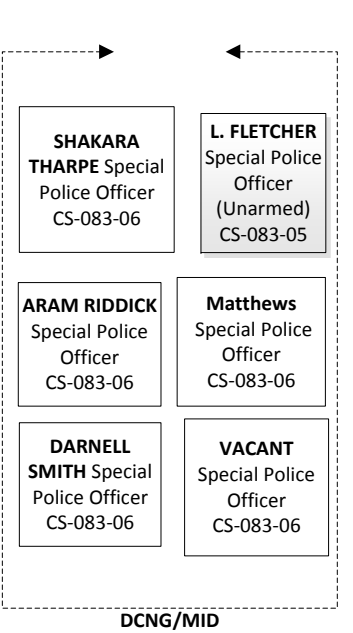 SHAKARA
THARPE Special
Police Officer
CS-083-06
L. FLETCHER
Special Police
Officer
(Unarmed)
CS-083-05
ARAM RIDDICK
Special Police
Officer
CS-083-06
Matthews
Special Police
Officer
CS-083-06
DARNELL
SMITH Special
Police Officer
CS-083-06
VACANT
Special Police
Officer
CS-083-06
DCNG/MID